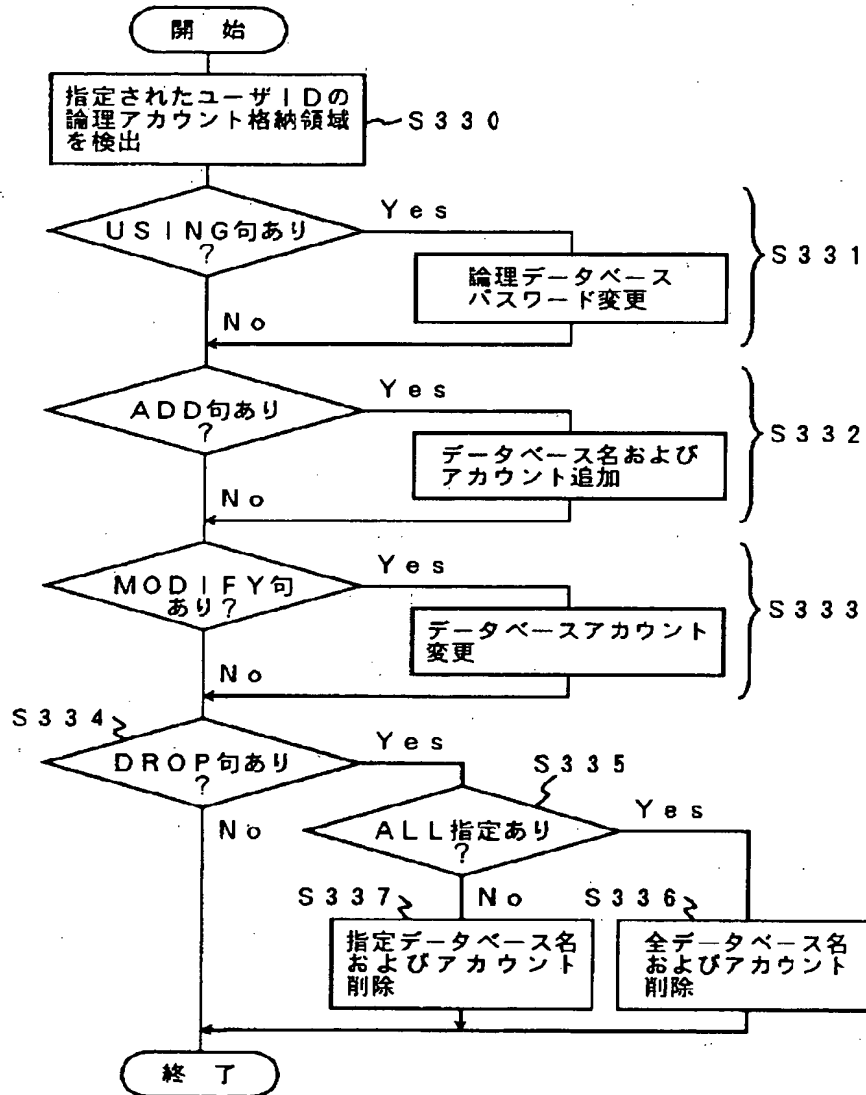 開 始
指定されたユーザIDの
論理アカウント格納領域
を検出
S330
USING句あり
?
Yes
論理データベース
パスワード変更
S331
No
ADD句あり
?
Yes
データベース名および
アカウント追加
S332
No
MODIFY句
あり?
Yes
データベースアカウント
変更
S333
No
S334
DROP句あり
?
Yes
No
S335
ALL指定あり
?
Yes
No
S337
指定データベース名
およびアカウント
削除
S336
全データベース名
およびアカウント
削除
終 了